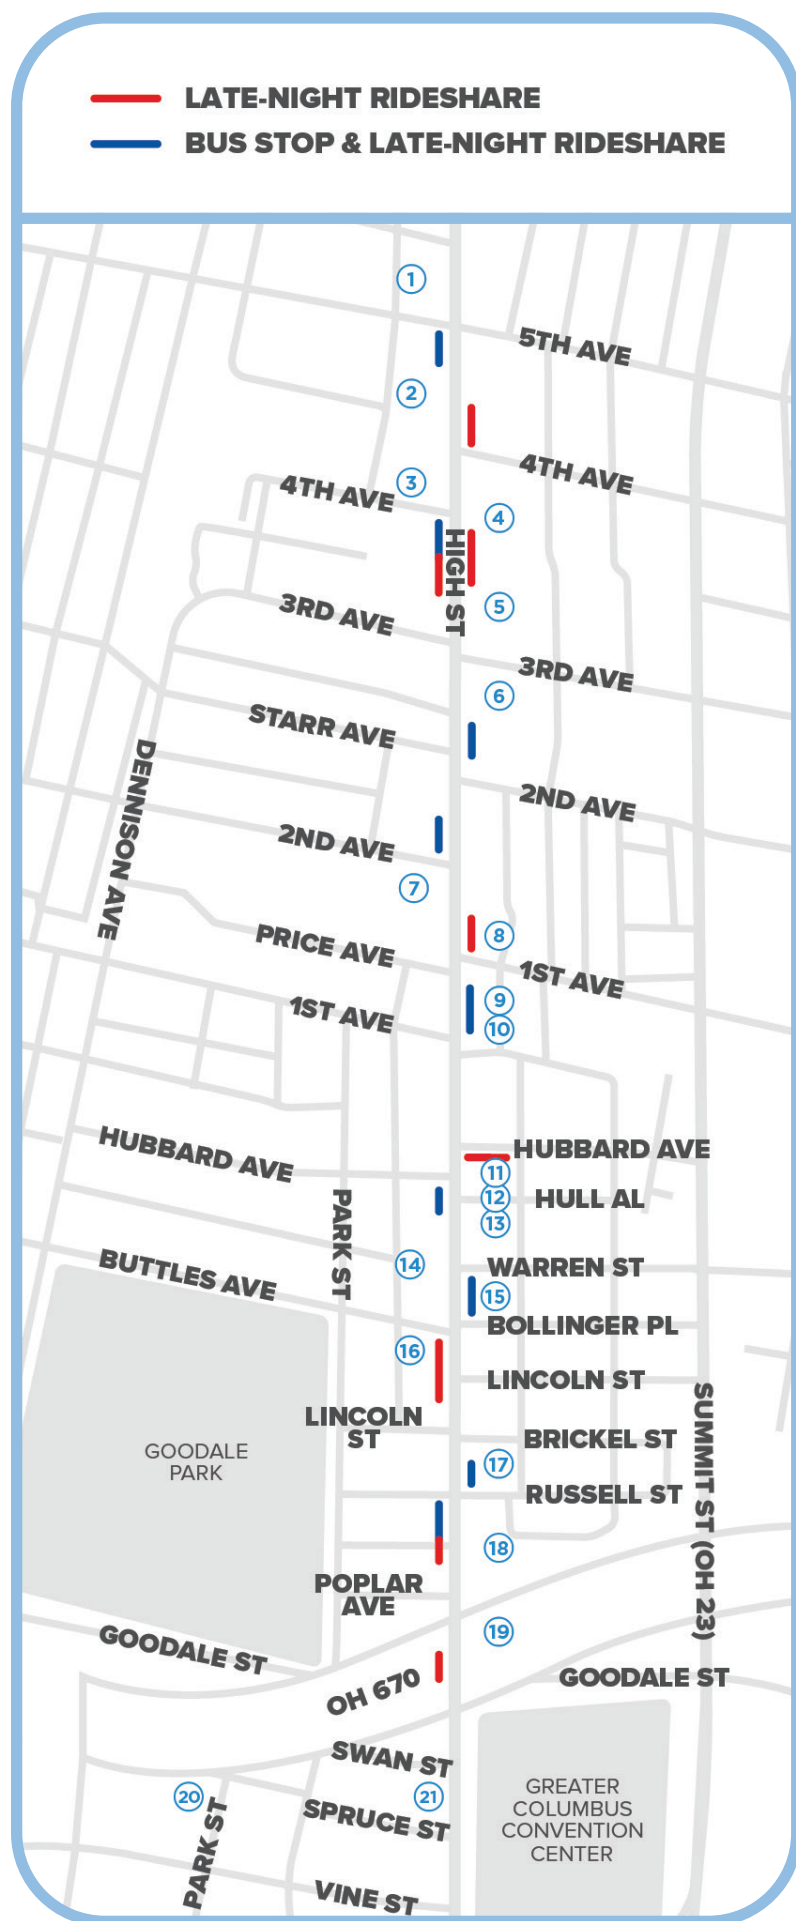 LATE-NIGHT RIDESHARE
BUS STOP & LATE-NIGHT RIDESHARE
1
5TH AVE
2
4TH AVE
3
4TH AVE
4
HIGH ST
5
3RD AVE
3RD AVE
6
STARR AVE
DENNISON AVE
2ND AVE
2ND AVE
7
PRICE AVE
8
1ST AVE
9
1ST AVE
10
HUBBARD AVE
HUBBARD AVE
11
PARK ST
12
HULL AL
13
14
WARREN ST
BUTTLES AVE
15
BOLLINGER PL
16
LINCOLN ST
SUMMIT ST (OH 23)
LINCOLN
ST
BRICKEL ST
GOODALE
PARK
17
RUSSELL ST
18
POPLAR
AVE
19
GOODALE ST
OH 670
GOODALE ST
SWAN ST
20
21
PARK ST
SPRUCE ST
GREATER
COLUMBUS
CONVENTION
CENTER
VINE ST